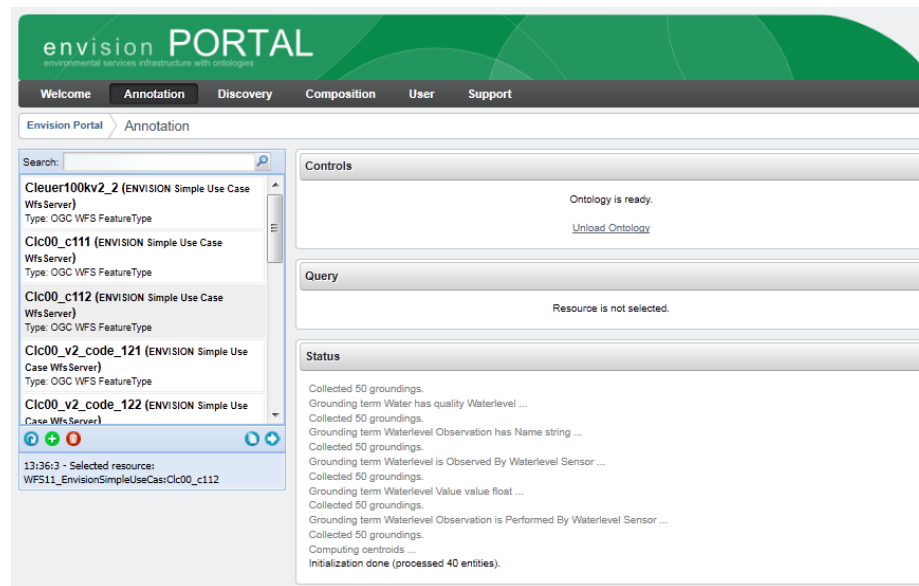 envision PORTAL
environmental services infrastructure with ontologies
Welcome Annotation Discovery Composition User Support
Envision Portal Annotation
Search:
Cleuer100kv2_2 (ENVISION Simple Use Case
WfsServer)
Type: OGC WFS FeatureType
Clc00_c111 (ENVISION Simple Use Case
WfsServer)
Type: OGC WFS FeatureType
Clc00_c112 (ENVISION Simple Use Case
WfsServer)
Type: OGC WFS FeatureType
Clc00_v2_code_121 (ENVISION Simple Use
Case WfsServer)
Type: OGC WFS FeatureType
Clc00_v2_code_122 (ENVISION Simple Use
Case WfsServer)
13:36:3 - Selected resource:
WFS11_EnvisionSimpleUseCas:Clc00_c112
Controls
Ontology is ready.
Unload Ontology
Query
Resource is not selected.
Status
Collected 50 groundings.
Grounding term Water has quality Waterlevel ...
Collected 50 groundings.
Grounding term Waterlevel Observation has Name string ...
Collected 50 groundings.
Grounding term Waterlevel is Observed By Waterlevel Sensor ...
Collected 50 groundings.
Grounding term Waterlevel Value value float ...
Collected 50 groundings.
Grounding term Waterlevel Observation is Performed By Waterlevel Sensor ...
Collected 50 groundings.
Computing centroids ...
Initialization done (processed 40 entities).